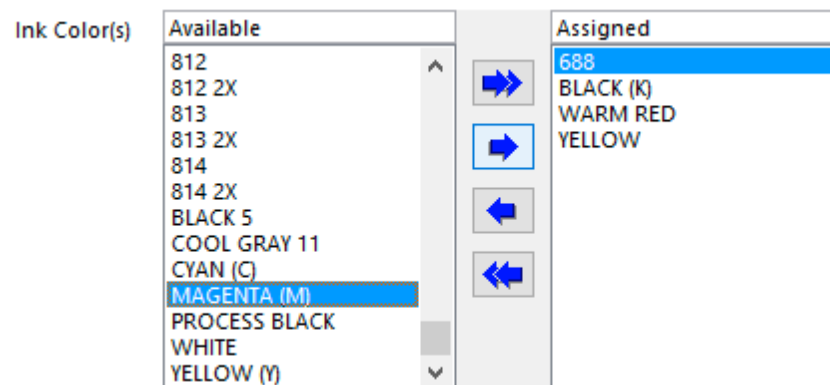 Ink Color(s)
Available
812
812 2X
813
813 2X
814
814 2X
BLACK 5
COOL GRAY 11
CYAN (C)
MAGENTA (M)
PROCESS BLACK
WHITE
YELLOW (Y)
Assigned
688
BLACK (K)
WARM RED
YELLOW